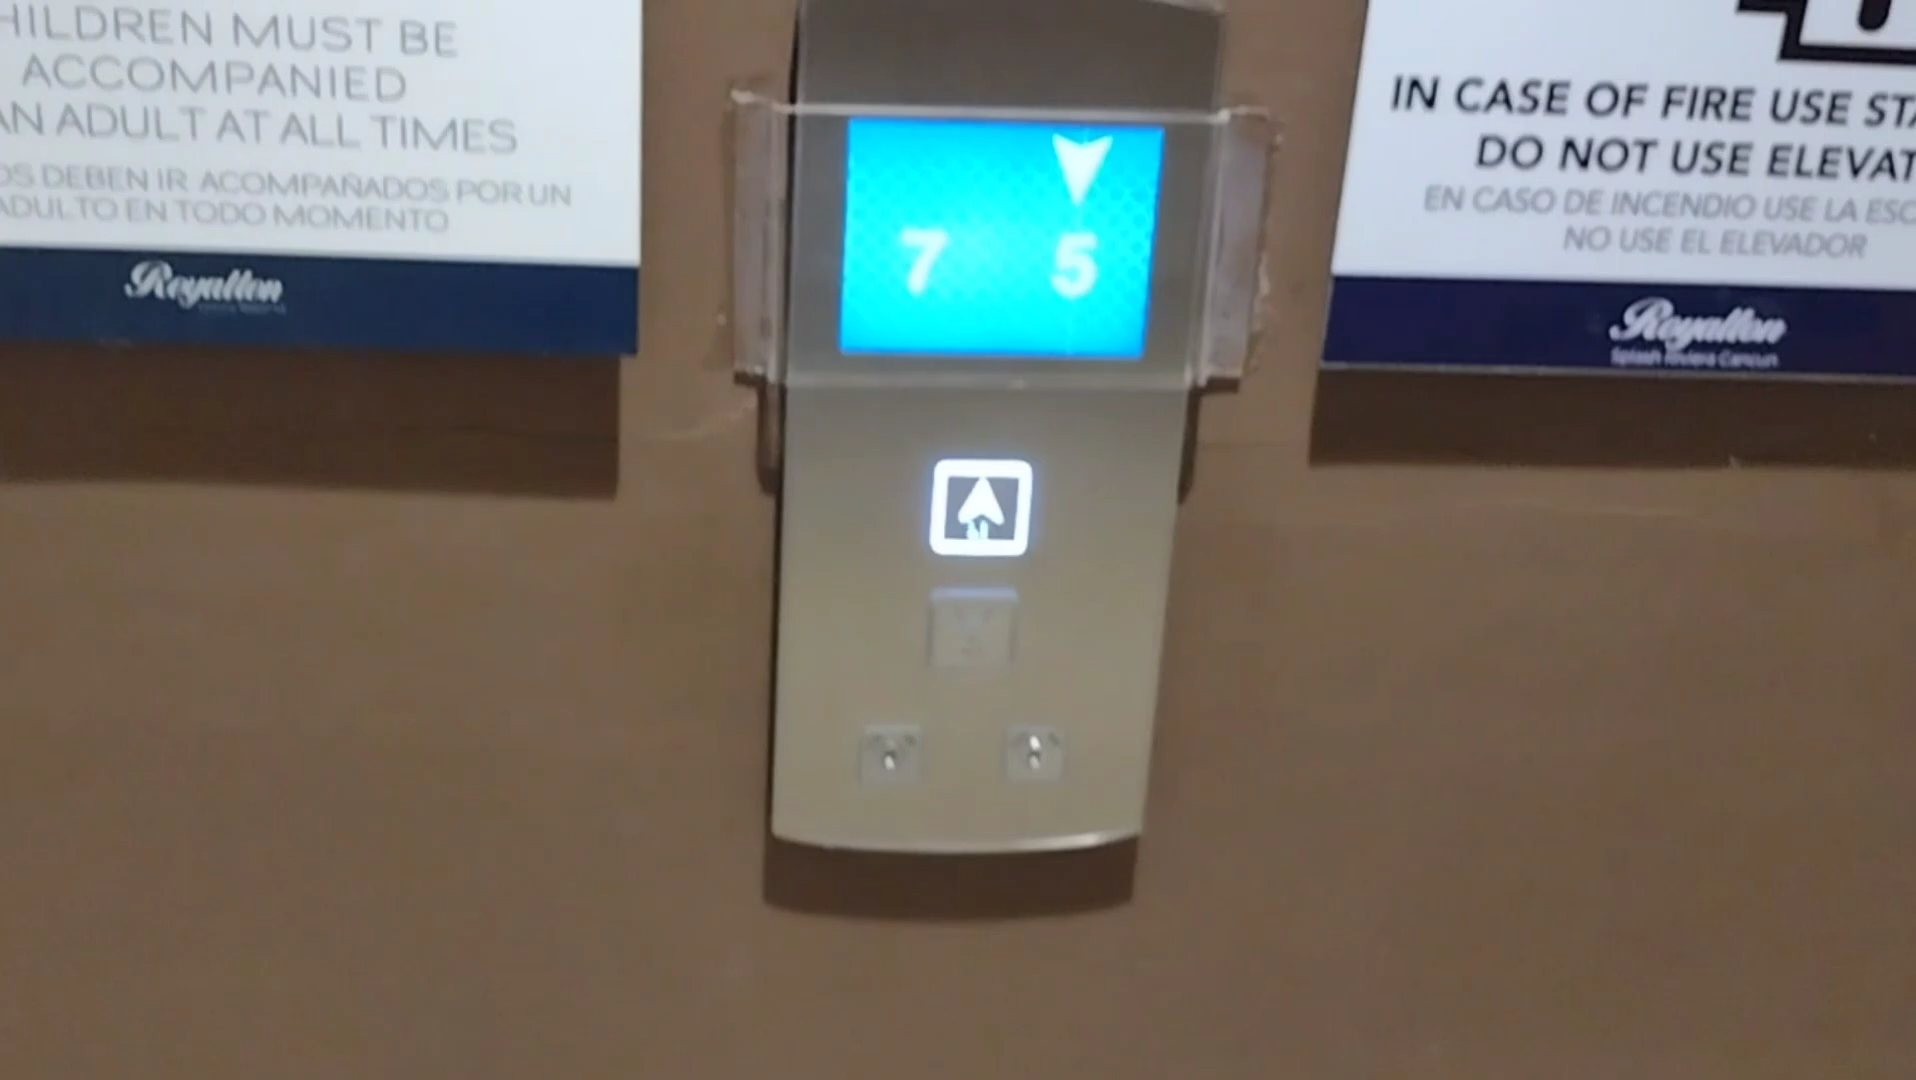 HILDREN MUST BE
ACCOMPANIED
AN ADULT AT ALL TIMES
OS DEBEN IR ACOMPAÑADOS POR UN
ADULTO EN TODO MOMENTO
Royalton
7 5
IN CASE OF FIRE USE STA
DO NOT USE ELEVAT
EN CASO DE INCENDIO USE LA ESC
NO USE EL ELEVADOR
Royalton
Splash Riviera Cancun